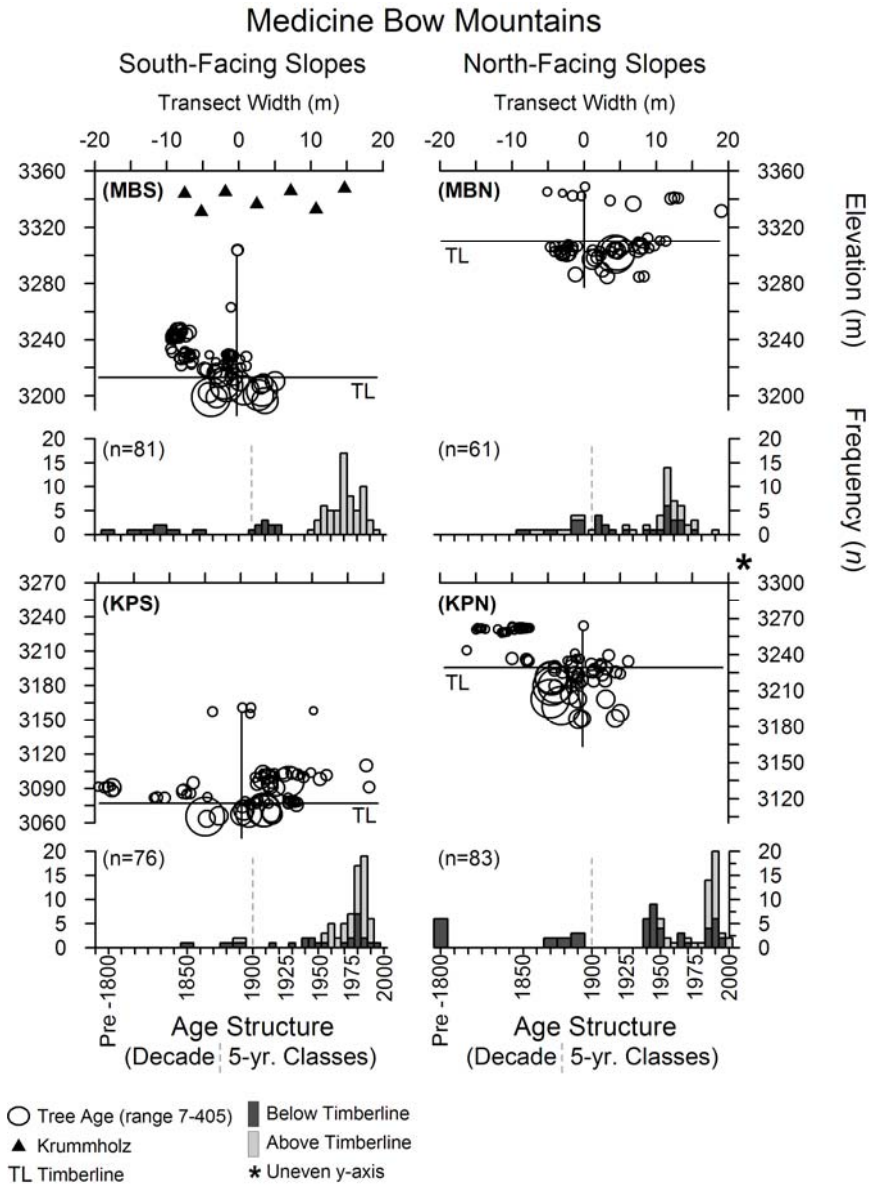 Medicine Bow Mountains
South-Facing Slopes North-Facing Slopes
Transect Width (m) Transect Width (m)
-20 -10 0 10 20 -20 -10 0 10 20
3360 (MBS) (MBN) 3360
3320 3320
TL
3280 3280
3240 3240
3200 TL 3200
Elevation (m)
20 (n=81) (n=61) 20
15 15
10 10
5 5
0 0
Frequency (n)
*
3270 (KPS) (KPN) 3300
3240 3270
3210 TL 3240
3180 3210
3150 3180
3120 3150
3090 3120
3060 TL
20 (n=76) (n=83) 20
15 15
10 10
5 5
0 0
Pre -1800 1850 1900 1925 1950 1975 2000 Pre -1800 1850 1900 1925 1950 1975 2000
Age Structure Age Structure
(Decade 5-yr. Classes) (Decade 5-yr. Classes)
Tree Age (range 7-405) Below Timberline
Krummholz Above Timberline
TL Timberline * Uneven y-axis